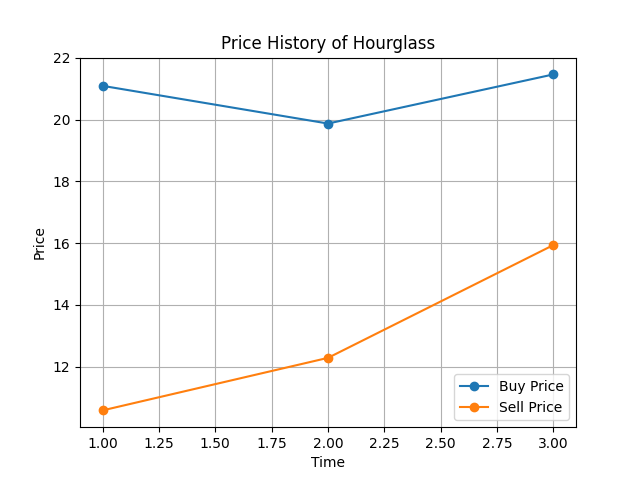 Price History of Hourglass
22
20
18
16
14
12
Price
1.00 1.25 1.50 1.75 2.00 2.25 2.50 2.75 3.00
Time
Buy Price
Sell Price